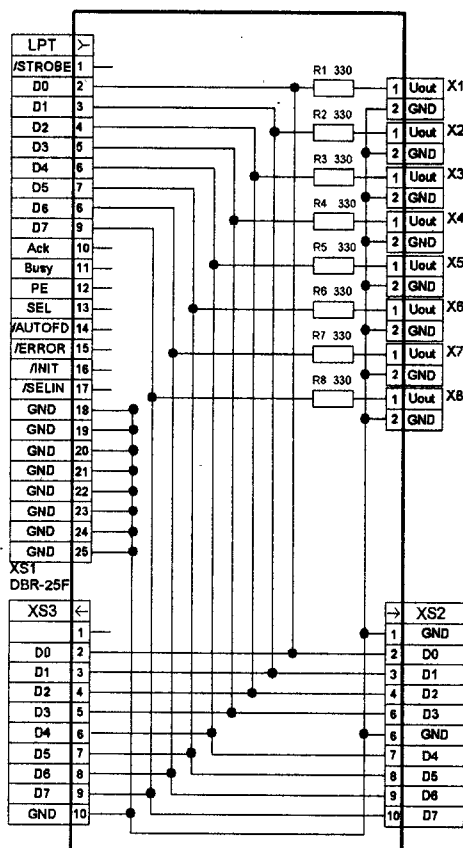 LPT
/STROBE 1
D0 2
D1 3
D2 4
D3 5
D4 6
D5 7
D6 8
D7 9
Ack 10
Busy 11
PE 12
SEL 13
/AUTOFD 14
/ERROR 15
/INIT 16
/SELIN 17
GND 18
GND 19
GND 20
GND 21
GND 22
GND 23
GND 24
GND 25
XS1
DBR-25F
R1 330
1 Uout X1
2 GND
R2 330
1 Uout X2
2 GND
R3 330
1 Uout X3
2 GND
R4 330
1 Uout X4
2 GND
R5 330
1 Uout X5
2 GND
R6 330
1 Uout X6
2 GND
R7 330
1 Uout X7
2 GND
R8 330
1 Uout X8
2 GND
XS3
1
D0 2
D1 3
D2 4
D3 5
D4 6
D5 7
D6 8
D7 9
GND 10
XS2
1 GND
2 D0
3 D1
4 D2
6 D3
6 GND
7 D4
8 D5
9 D6
10 D7